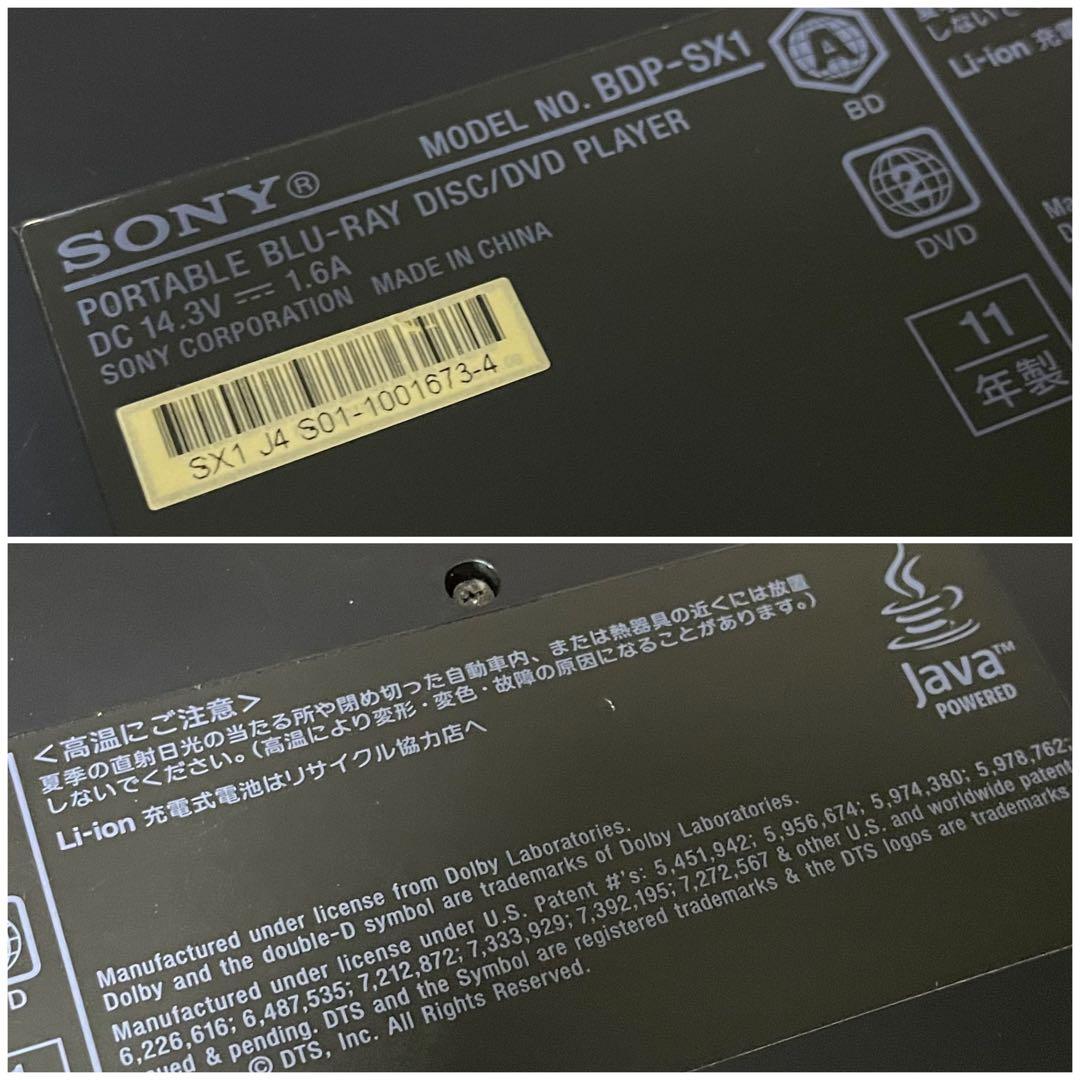 SONY® MODEL NO. BDP-SX1
PORTABLE BLU-RAY DISC/DVD PLAYER
DC 14.3V ⎓ 1.6A
SONY CORPORATION MADE IN CHINA
SX1 J4 S01-1001673-4
A
BD
2
DVD
11
年製
しないで
Li-ion 充
<高温にご注意>
夏季の直射日光の当たる所や閉め切った自動車内、または熱器具の近くには放置
しないでください。(高温により変形・変色・故障の原因になることがあります。)
Li-ion 充電式電池はリサイクル協力店へ
Java™
POWERED
Manufactured under license from Dolby Laboratories.
Dolby and the double-D symbol are trademarks of Dolby Laboratories.
Manufactured under license under U.S. Patent #'s: 5,451,942; 5,956,674; 5,974,380; 5,978,762;
6,226,616; 6,487,535; 7,212,872; 7,333,929; 7,392,195; 7,272,567 & other U.S. and worldwide patent
& pending. DTS and the Symbol are registered trademarks & the DTS logos are trademarks
© DTS, Inc. All Rights Reserved.